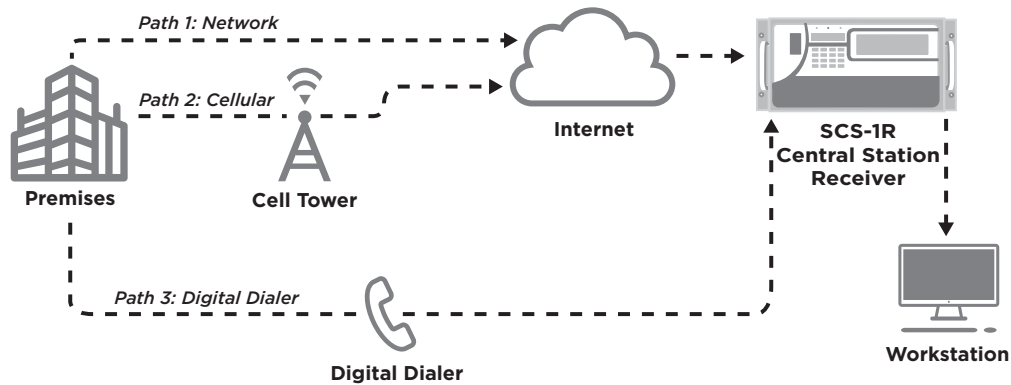 Path 1: Network
Path 2: Cellular
Internet
SCS-1R
Central Station
Receiver
Premises
Cell Tower
Path 3: Digital Dialer
Digital Dialer
Workstation